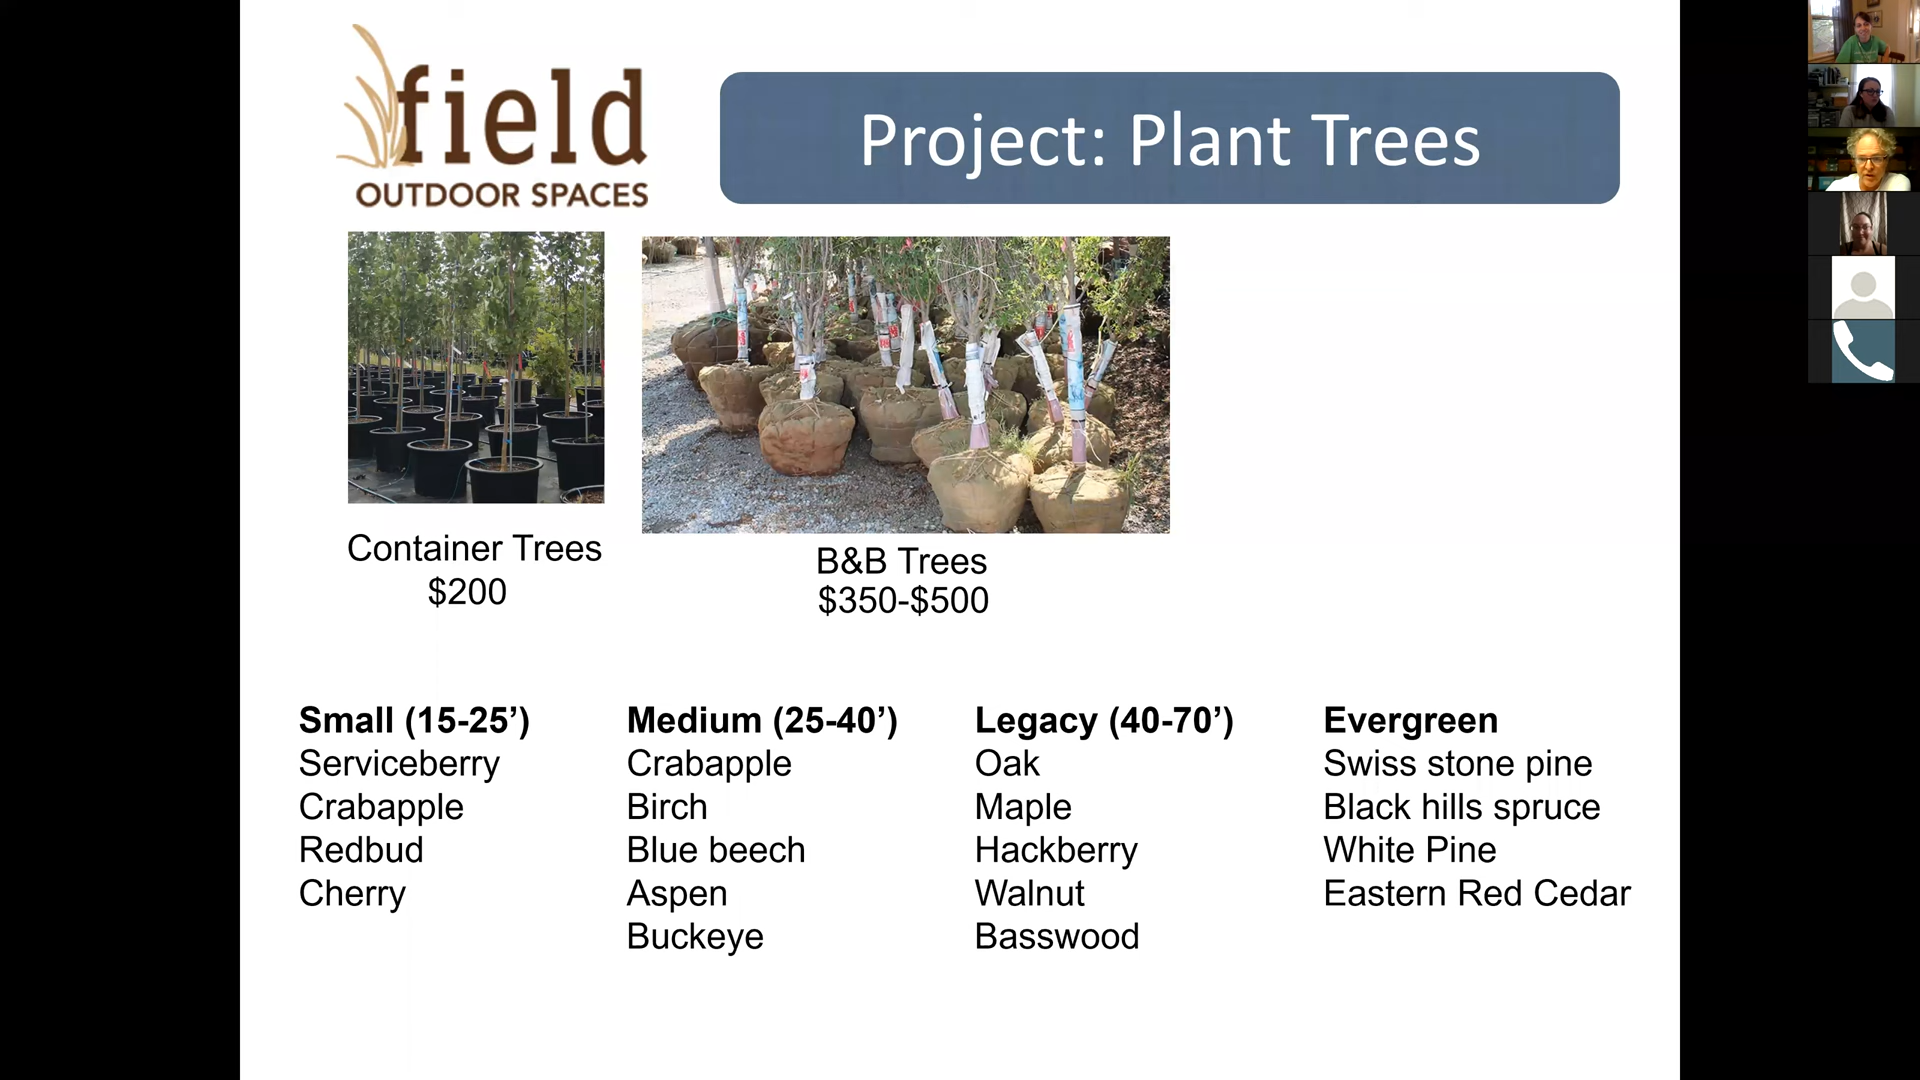 field
OUTDOOR SPACES
Project: Plant Trees
Container Trees
$200
B&B Trees
$350-$500
Small (15-25’)
Serviceberry
Crabapple
Redbud
Cherry
Medium (25-40’)
Crabapple
Birch
Blue beech
Aspen
Buckeye
Legacy (40-70’)
Oak
Maple
Hackberry
Walnut
Basswood
Evergreen
Swiss stone pine
Black hills spruce
White Pine
Eastern Red Cedar